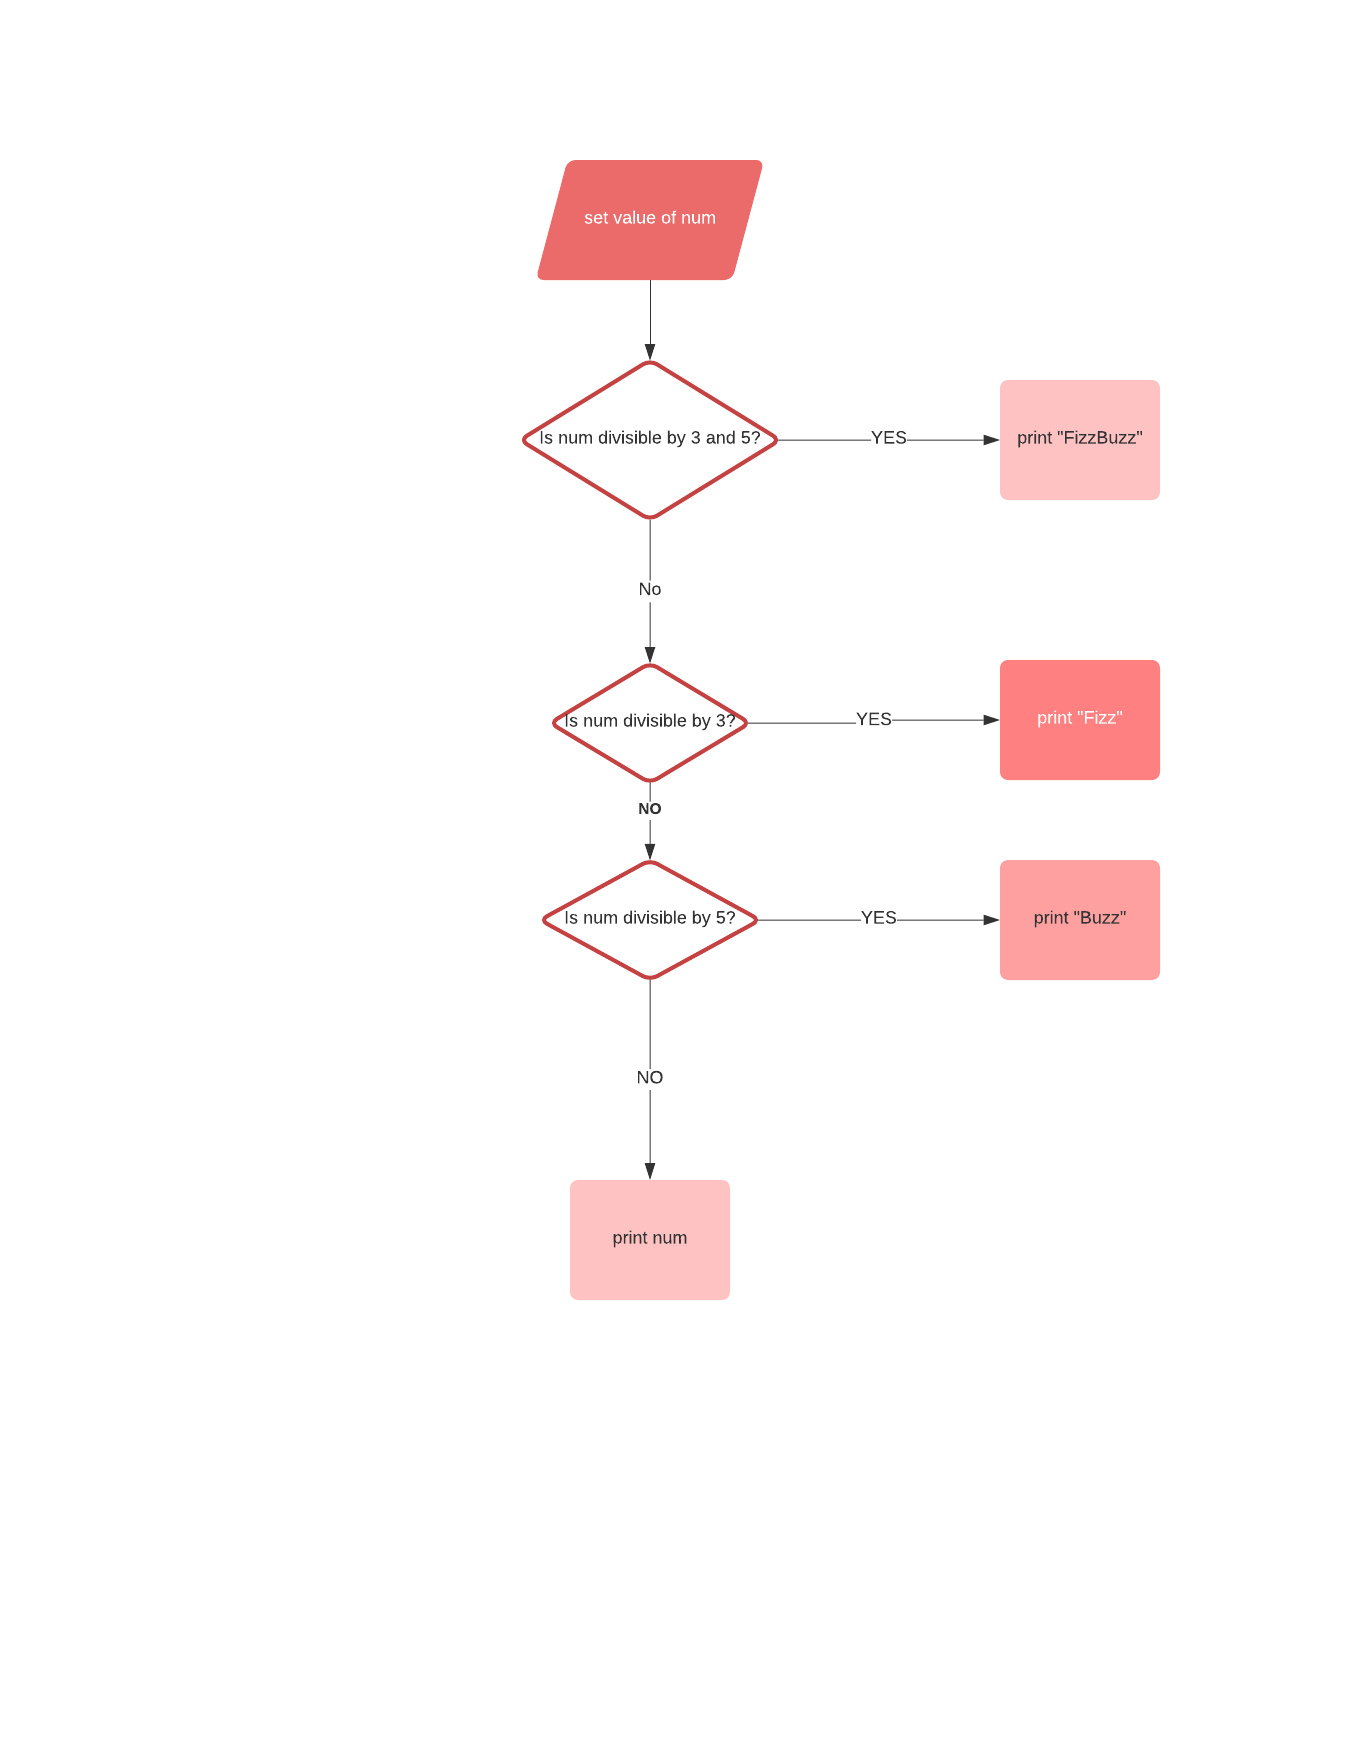 set value of num
Is num divisible by 3 and 5?
YES
print "FizzBuzz"
No
Is num divisible by 3?
YES
print "Fizz"
NO
Is num divisible by 5?
YES
print "Buzz"
NO
print num